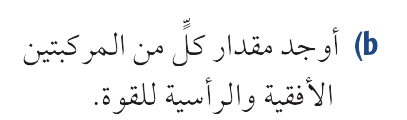 b) أوجد مقدار كلٍّ من المركبتين
الأفقية والرأسية للقوة.